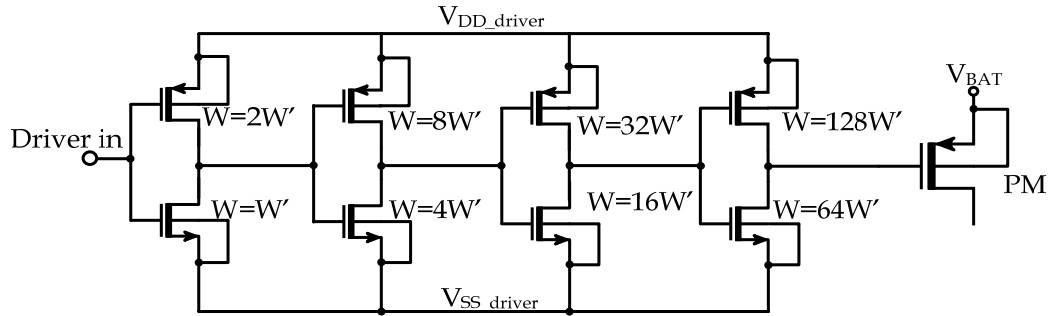 V_DD_driver
V_BAT
W=2W′
W=8W′
W=32W′
W=128W′
Driver in
PM
W=W′
W=4W′
W=16W′
W=64W′
V_SS_driver